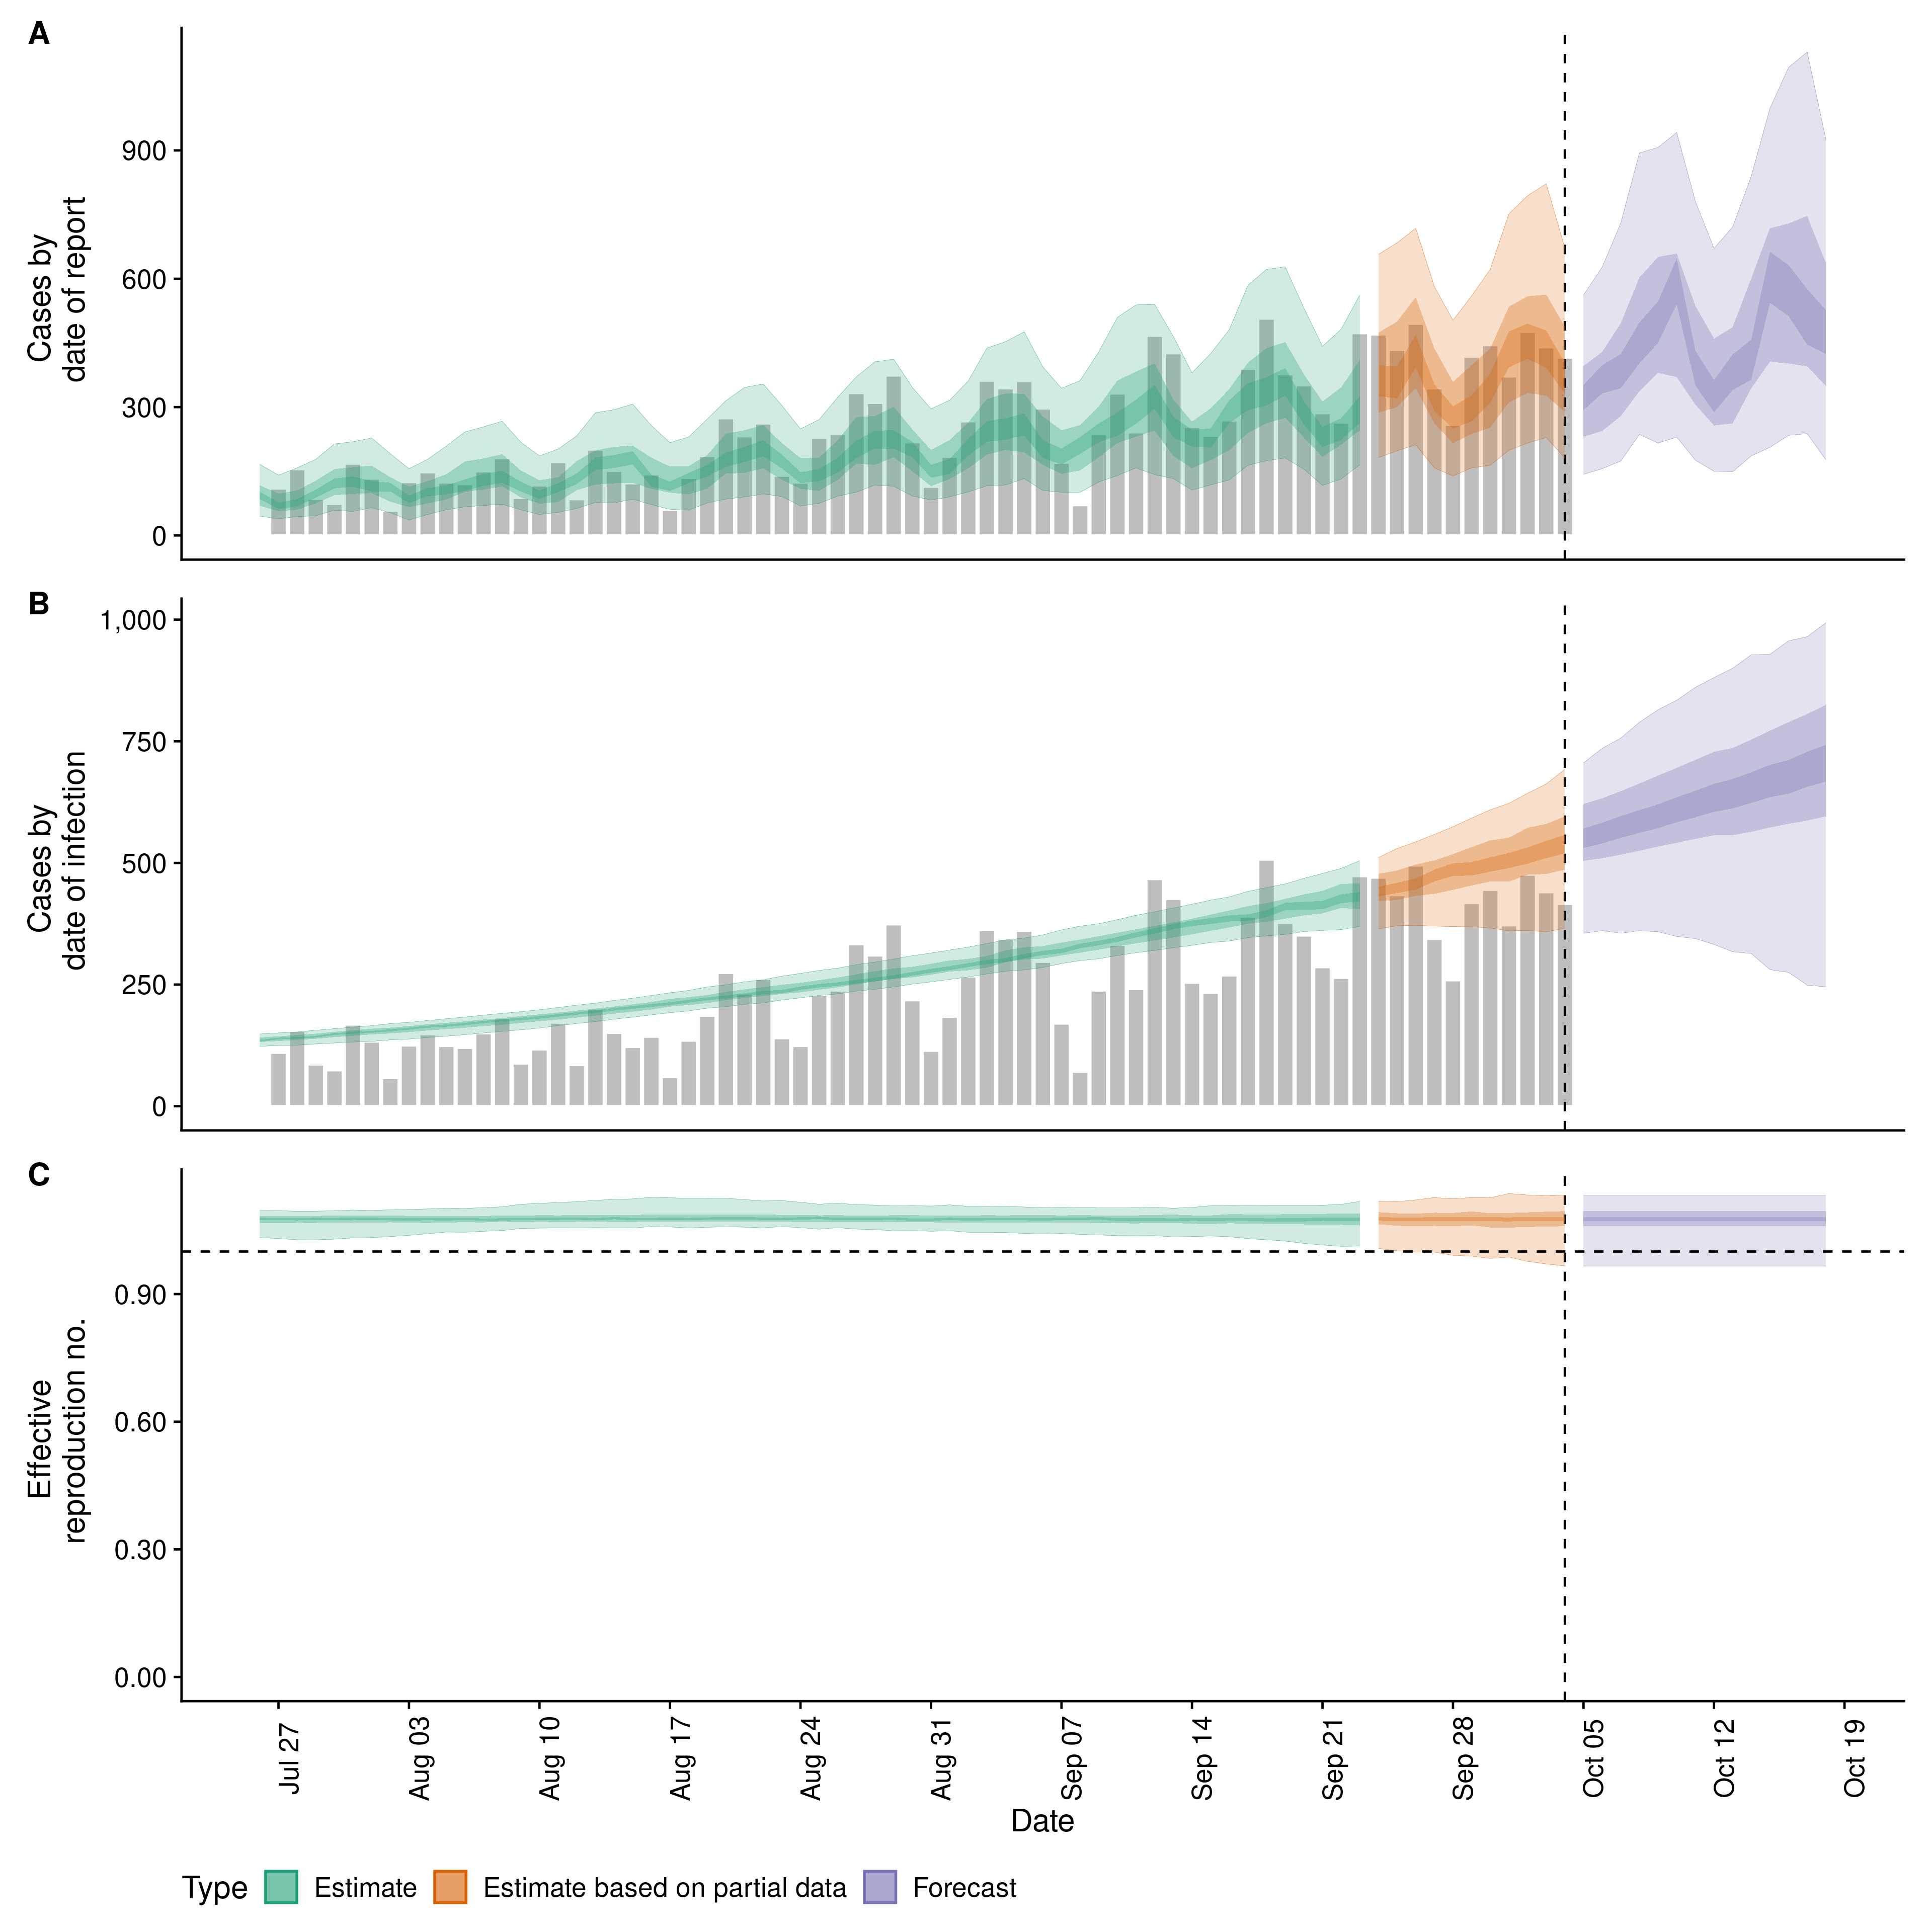 A
Cases by
date of report
900
600
300
0
B
Cases by
date of infection
1,000
750
500
250
0
C
Effective
reproduction no.
0.90
0.60
0.30
0.00
Jul 27
Aug 03
Aug 10
Aug 17
Aug 24
Aug 31
Sep 07
Sep 14
Sep 21
Sep 28
Oct 05
Oct 12
Oct 19
Date
Type Estimate Estimate based on partial data Forecast